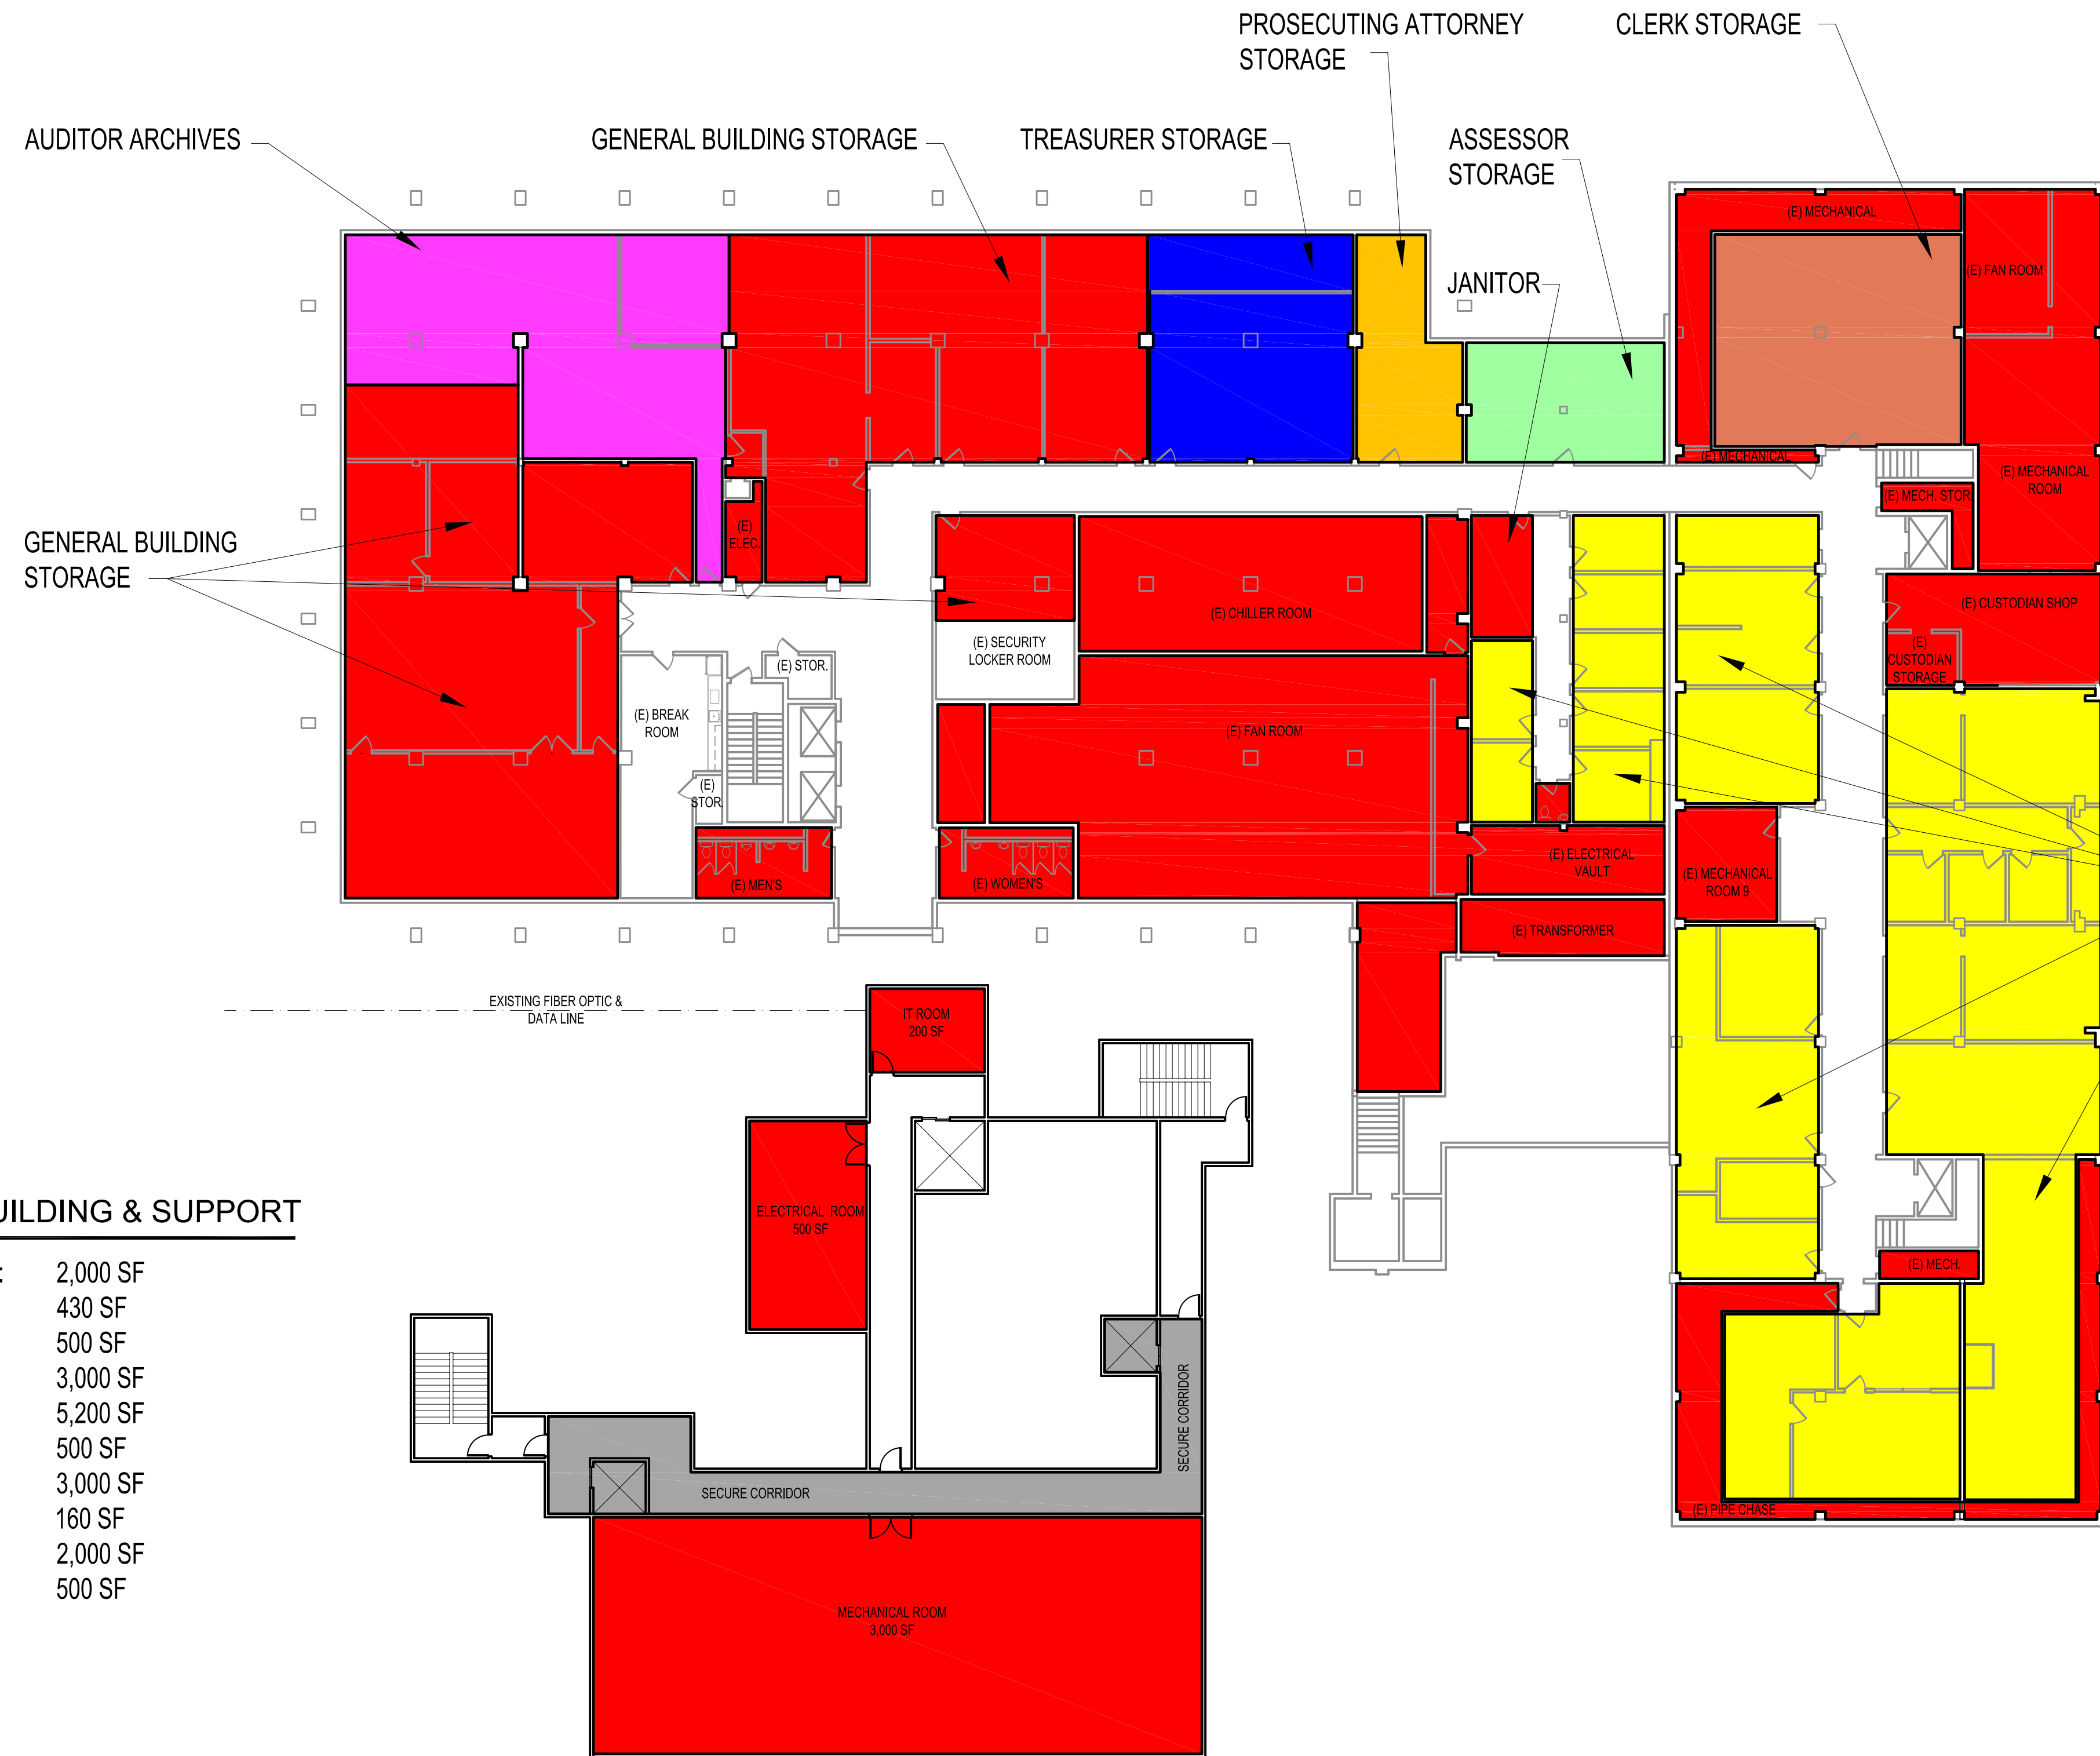 PROSECUTING ATTORNEY
STORAGE
CLERK STORAGE
AUDITOR ARCHIVES
GENERAL BUILDING STORAGE
TREASURER STORAGE
ASSESSOR
STORAGE
(E) MECHANICAL
(E) FAN ROOM
JANITOR
(E) MECHANICAL
(E) MECHANICAL
ROOM
(E) MECH. STOR.
GENERAL BUILDING
STORAGE
(E)
ELEC.
(E) CHILLER ROOM
(E) CUSTODIAN SHOP
(E) SECURITY
LOCKER ROOM
(E)
CUSTODIAN
STORAGE
(E) STOR.
(E) BREAK
ROOM
(E) FAN ROOM
(E)
STOR.
(E) MEN'S
(E) WOMEN'S
(E) ELECTRICAL
VAULT
(E) MECHANICAL
ROOM 9
(E) TRANSFORMER
EXISTING FIBER OPTIC &
DATA LINE
IT ROOM
200 SF
ELECTRICAL ROOM
500 SF
UILDING & SUPPORT
:
2,000 SF
430 SF
500 SF
3,000 SF
5,200 SF
500 SF
3,000 SF
160 SF
2,000 SF
500 SF
(E) MECH.
SECURE CORRIDOR
SECURE CORRIDOR
(E) PIPE CHASE
MECHANICAL ROOM
3,000 SF